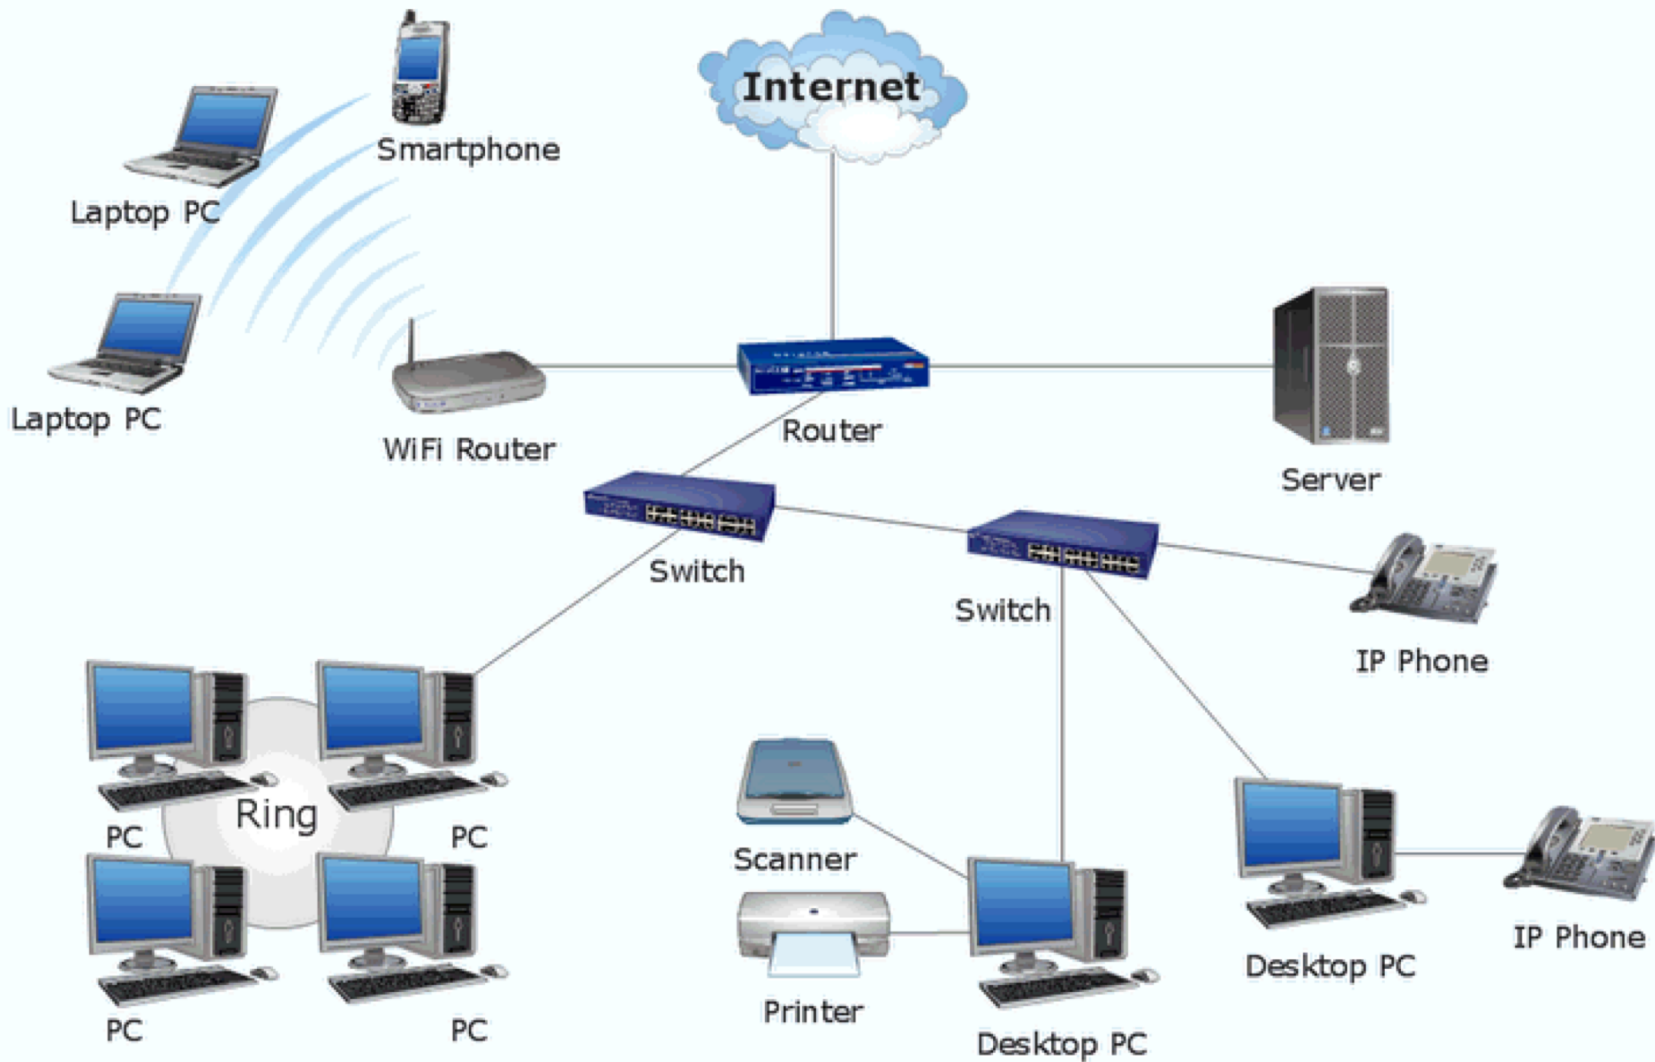 Internet
Smartphone
Laptop PC
Laptop PC
WiFi Router
Router
Server
Switch
Switch
IP Phone
Ring
PC
PC
Scanner
IP Phone
Desktop PC
Printer
PC
PC
Desktop PC